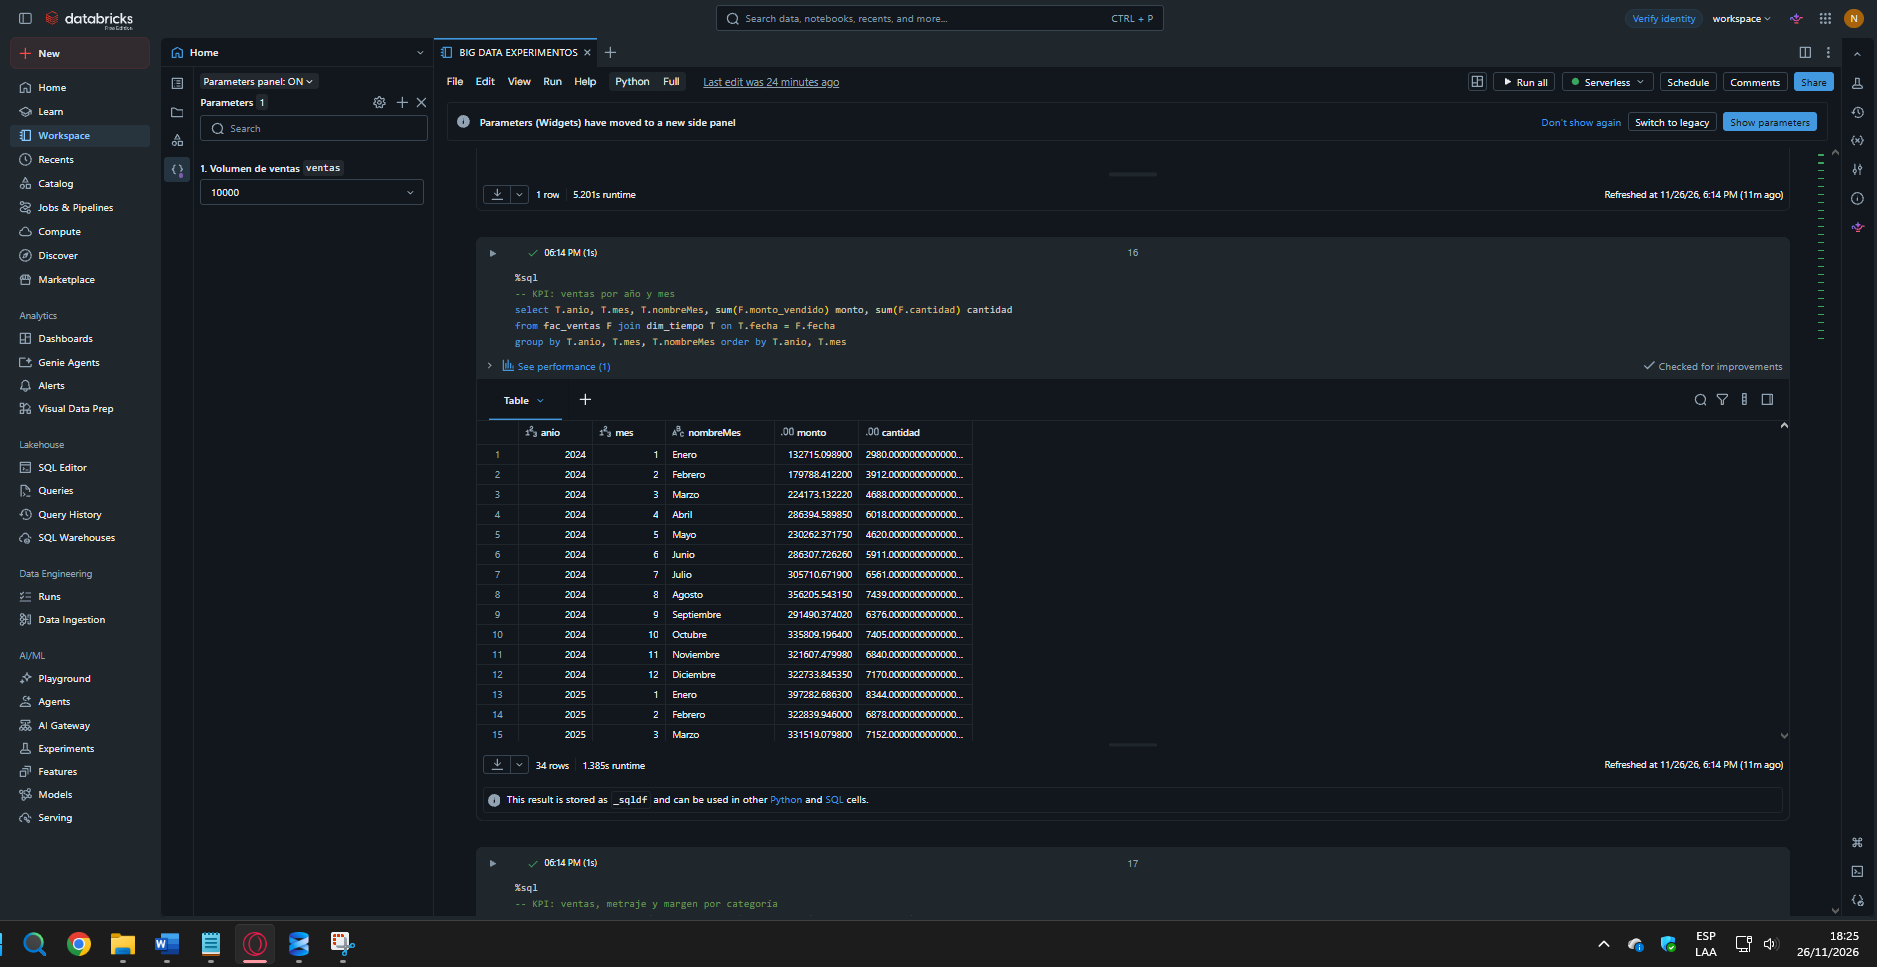 databricks
Free Edition
Search data, notebooks, recents, and more...
CTRL + P
Verify identity
workspace
N
New
Home
Learn
Workspace
Recents
Catalog
Jobs & Pipelines
Compute
Discover
Marketplace
Analytics
Dashboards
Genie Agents
Alerts
Visual Data Prep
Lakehouse
SQL Editor
Queries
Query History
SQL Warehouses
Data Engineering
Runs
Data Ingestion
AI/ML
Playground
Agents
AI Gateway
Experiments
Features
Models
Serving
Home
Parameters panel: ON
Parameters 1
Search
1. Volumen de ventas ventas
10000
BIG DATA EXPERIMENTOS
File Edit View Run Help Python Full Last edit was 24 minutes ago
Run all Serverless Schedule Comments Share
Parameters (Widgets) have moved to a new side panel
Don't show again Switch to legacy Show parameters
1 row 5.201s runtime
Refreshed at 11/26/26, 6:14 PM (11m ago)
06:14 PM (1s)
16
%sql
-- KPI: ventas por año y mes
select T.anio, T.mes, T.nombreMes, sum(F.monto_vendido) monto, sum(F.cantidad) cantidad
from fac_ventas F join dim_tiempo T on T.fecha = F.fecha
group by T.anio, T.mes, T.nombreMes order by T.anio, T.mes
See performance (1)
Checked for improvements
Table
anio mes nombreMes monto cantidad
1 2024 1 Enero 132715.098900 2980.0000000000000...
2 2024 2 Febrero 179788.412200 3912.0000000000000...
3 2024 3 Marzo 224173.132220 4688.0000000000000...
4 2024 4 Abril 286394.589850 6018.0000000000000...
5 2024 5 Mayo 230262.371750 4620.0000000000000...
6 2024 6 Junio 286307.726260 5911.0000000000000...
7 2024 7 Julio 305710.671900 6561.0000000000000...
8 2024 8 Agosto 356205.543150 7439.0000000000000...
9 2024 9 Septiembre 291490.374020 6376.0000000000000...
10 2024 10 Octubre 335809.196400 7405.0000000000000...
11 2024 11 Noviembre 321607.479980 6840.0000000000000...
12 2024 12 Diciembre 322733.845350 7170.0000000000000...
13 2025 1 Enero 397282.686300 8344.0000000000000...
14 2025 2 Febrero 322839.946000 6878.0000000000000...
15 2025 3 Marzo 331519.079800 7152.0000000000000...
34 rows 1.385s runtime
Refreshed at 11/26/26, 6:14 PM (11m ago)
This result is stored as _sqldf and can be used in other Python and SQL cells.
06:14 PM (1s)
17
%sql
-- KPI: ventas, metraje y margen por categoría
ESP
LAA
18:25
26/11/2026